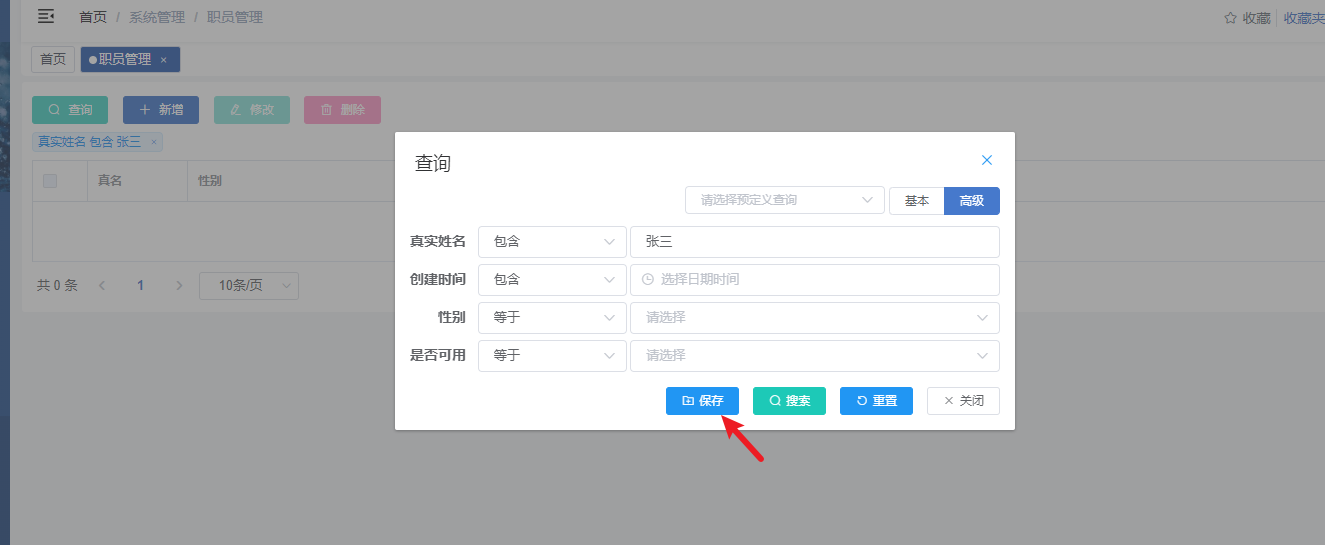 首页 / 系统管理 / 职员管理
收藏 收藏夹
首页 职员管理 ×
查询 新增 修改 删除
真实姓名 包含 张三 ×
真名 性别
共 0 条 1 10条/页
查询
请选择预定义查询 基本 高级
真实姓名 包含 张三
创建时间 包含 选择日期时间
性别 等于 请选择
是否可用 等于 请选择
保存 搜索 重置 × 关闭